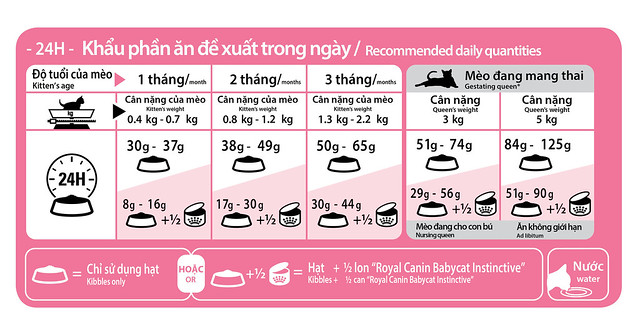 - 24H - Khẩu phần ăn đề xuất trong ngày / Recommended daily quantities
Độ tuổi của mèo
Kitten's age
1 tháng/month
2 tháng/months
3 tháng/months
Mèo đang mang thai
Gestating queen*
kg
Cân nặng của mèo
Kitten's weight
0.4 kg - 0.7 kg
Cân nặng của mèo
Kitten's weight
0.8 kg - 1.2 kg
Cân nặng của mèo
Kitten's weight
1.3 kg - 2.2 kg
Cân nặng
Queen's weight
3 kg
Cân nặng
Queen's weight
5 kg
24H
30g - 37g
38g - 49g
50g - 65g
51g - 74g
84g - 125g
8g - 16g
+½
17g - 30g
+½
30g - 44g
+½
29g - 56g
+½
51g - 90g
+½
Mèo đang cho con bú
Nursing queen
Ăn không giới hạn
Ad libitum
= Chỉ sử dụng hạt
Kibbles only
HOẶC
OR
+½ = Hạt + ½ lon "Royal Canin Babycat Instinctive"
Kibbles + ½ can "Royal Canin Babycat Instinctive"
Nước
water